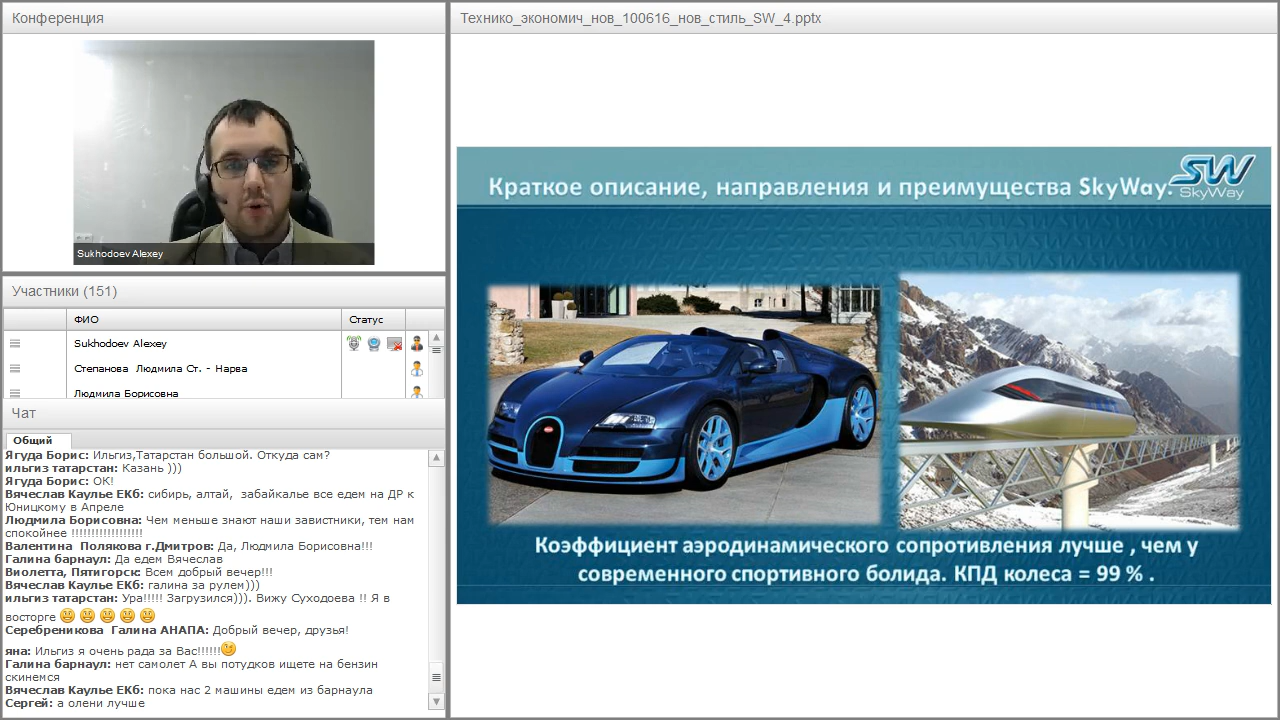 Конференция
Sukhodoev Alexey
Участники (151)
ФИО
Статус
Sukhodoev Alexey
Степанова Людмила Ст. - Нарва
Людмила Борисовна
Чат
Общий
Ягуда Борис: Ильгиз,Татарстан большой. Откуда сам?
ильгиз татарстан: Казань )))
Ягуда Борис: ОК!
Вячеслав Каулье ЕКб: сибирь, алтай, забайкалье все едем на ДР к
Юницкому в Апреле
Людмила Борисовна: Чем меньше знают наши завистники, тем нам
спокойнее !!!!!!!!!!!!!!!!!!
Валентина Полякова г.Дмитров: Да, Людмила Борисовна!!!
Галина барнаул: Да едем Вячеслав
Виолетта, Пятигорск: Всем добрый вечер!!!
Вячеслав Каулье ЕКб: галина за рулем)))
ильгиз татарстан: Ура!!!!! Загрузился))). Вижу Суходоева !! Я в
восторге
Серебреникова Галина АНАПА: Добрый вечер, друзья!
яна: Ильгиз я очень рада за Вас!!!!!!
Галина барнаул: нет самолет А вы потудков ищете на бензин
скинемся
Вячеслав Каулье ЕКб: пока нас 2 машины едем из барнаула
Сергей: а олени лучше
Технико_экономич_нов_100616_нов_стиль_SW_4.pptx
Краткое описание, направления и преимущества SkyWay.
SW
SkyWay
Коэффициент аэродинамического сопротивления лучше , чем у
современного спортивного болида. КПД колеса = 99 % .